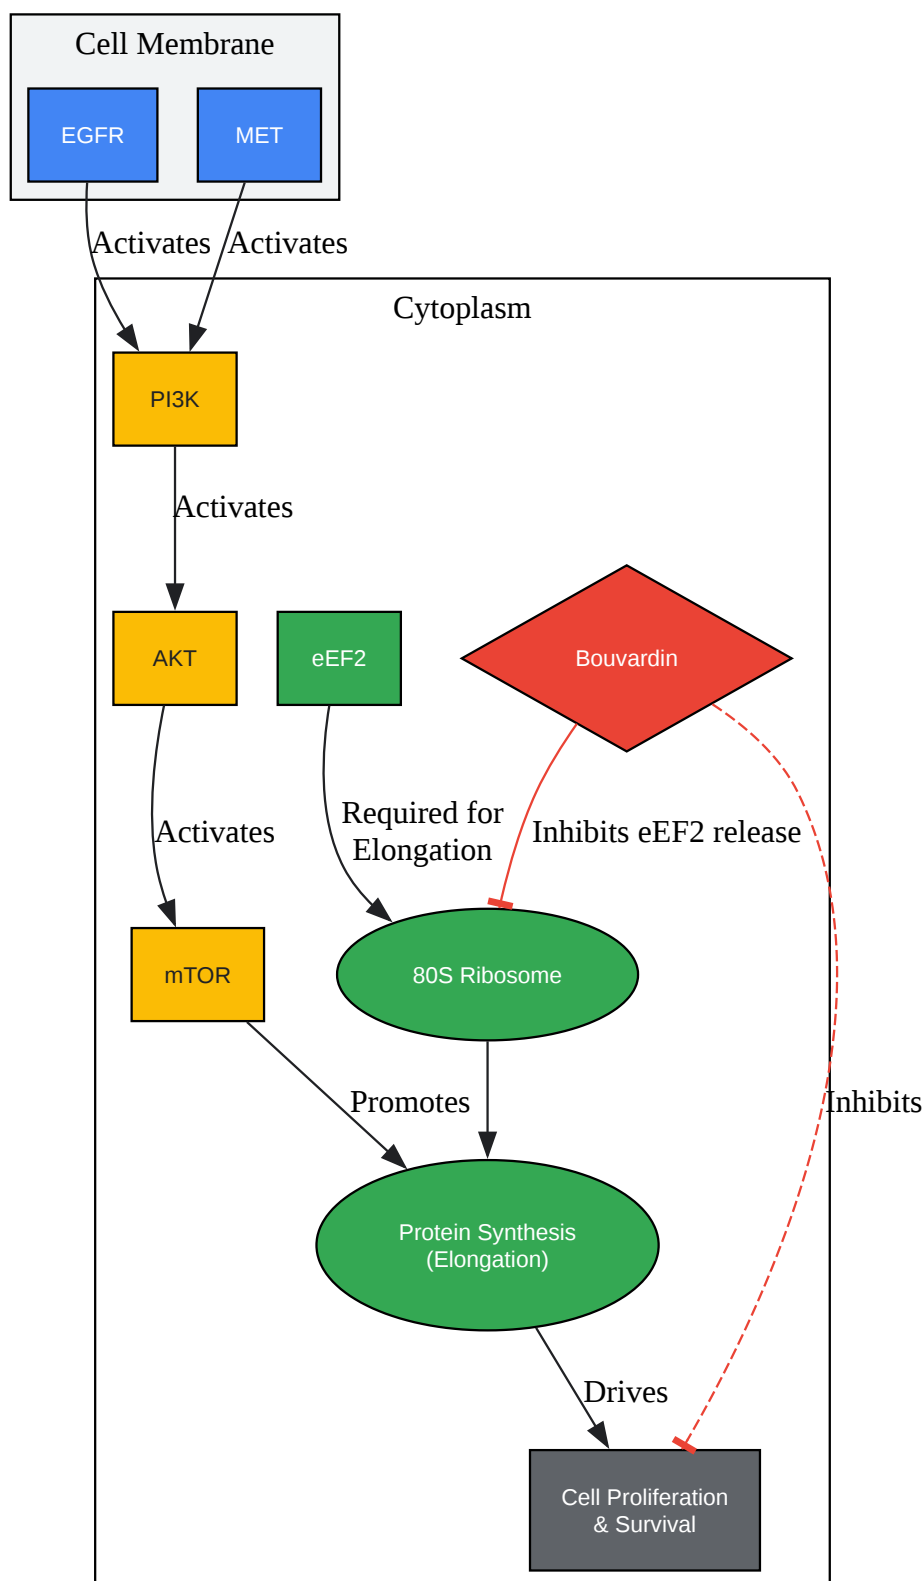 Cell Membrane
EGFR
MET
Activates
Activates
Cytoplasm
PI3K
Activates
AKT
eEF2
Bouvardin
Activates
Required for
Elongation
Inhibits eEF2 release
mTOR
80S Ribosome
Promotes
Inhibits
Protein Synthesis
(Elongation)
Drives
Cell Proliferation
& Survival